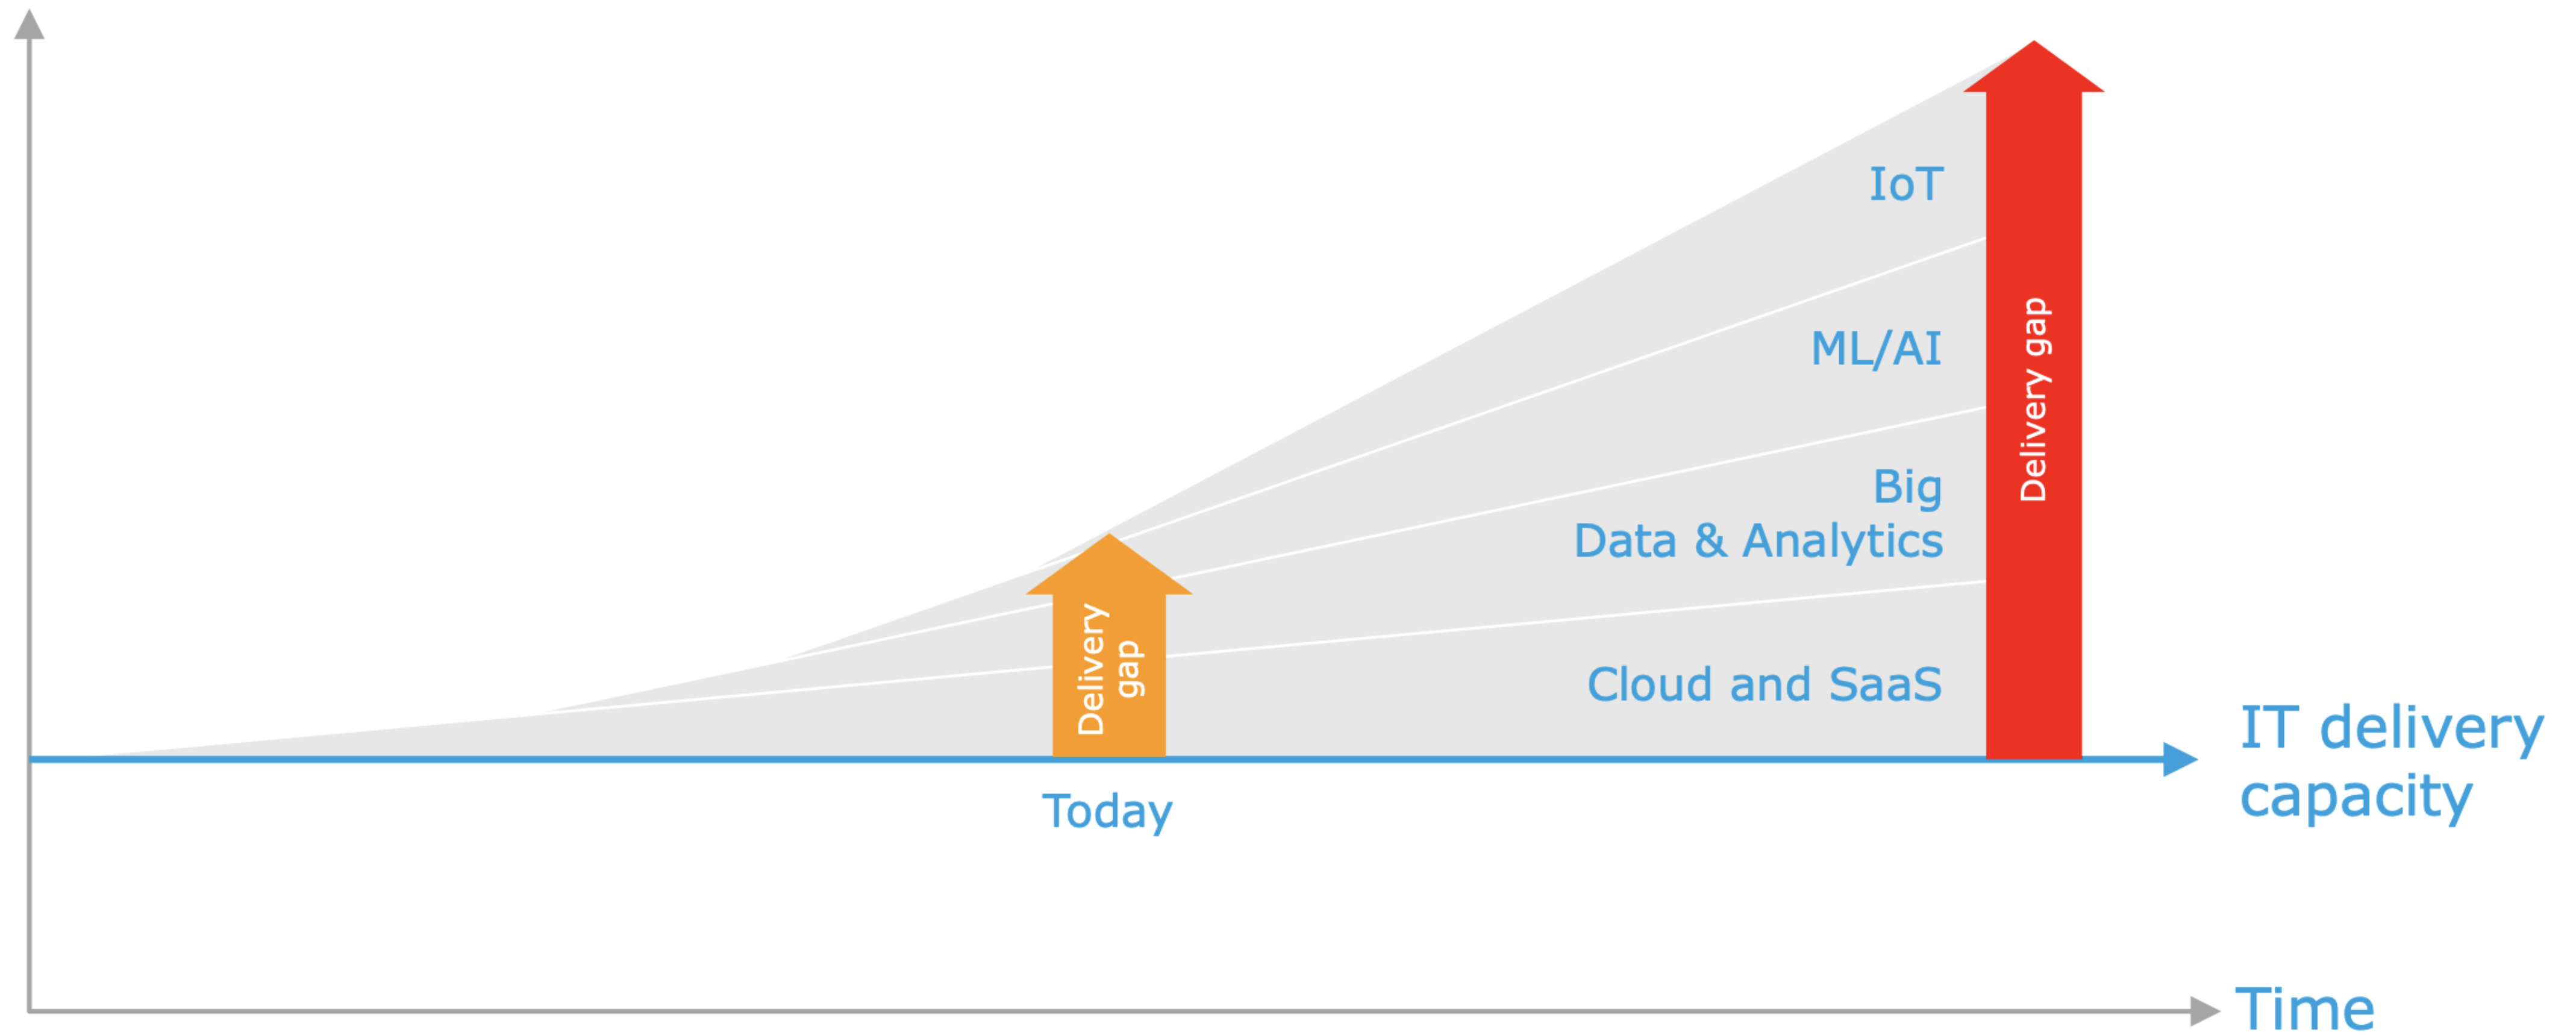 IoT
ML/AI
Big
Data & Analytics
Cloud and SaaS
Delivery gap
Delivery
gap
Today
IT delivery
capacity
Time